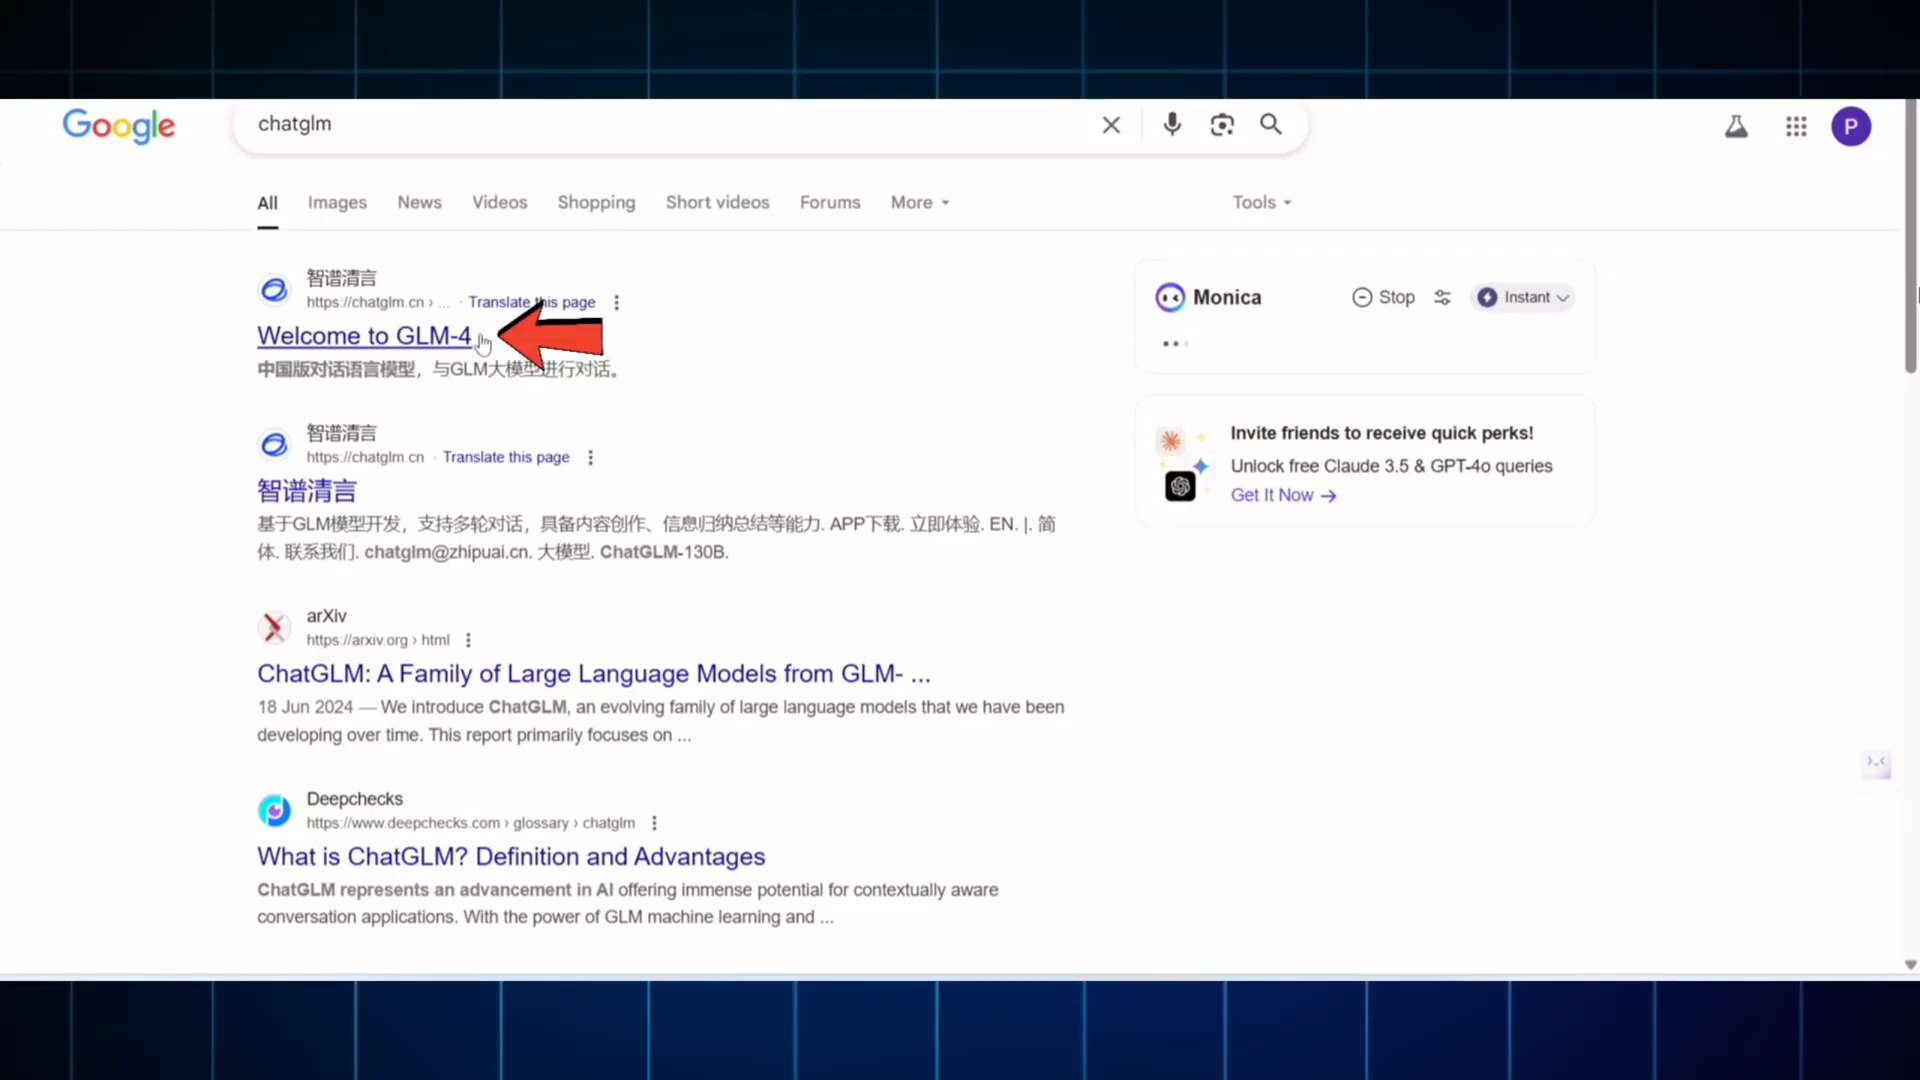 Google
chatglm
All
Images
News
Videos
Shopping
Short videos
Forums
More
Tools
P
智谱清言
https://chatglm.cn › ... · Translate this page
Welcome to GLM-4
中国版对话语言模型，与GLM大模型进行对话。
智谱清言
https://chatglm.cn · Translate this page
智谱清言
基于GLM模型开发，支持多轮对话，具备内容创作、信息归纳总结等能力. APP下载. 立即体验. EN. |. 简
体. 联系我们. chatglm@zhipuai.cn. 大模型. ChatGLM-130B.
arXiv
https://arxiv.org › html
ChatGLM: A Family of Large Language Models from GLM- ...
18 Jun 2024 — We introduce ChatGLM, an evolving family of large language models that we have been
developing over time. This report primarily focuses on ...
Deepchecks
https://www.deepchecks.com › glossary › chatglm
What is ChatGLM? Definition and Advantages
ChatGLM represents an advancement in AI offering immense potential for contextually aware
conversation applications. With the power of GLM machine learning and ...
Monica
Stop
Instant
Invite friends to receive quick perks!
Unlock free Claude 3.5 & GPT-4o queries
Get It Now →